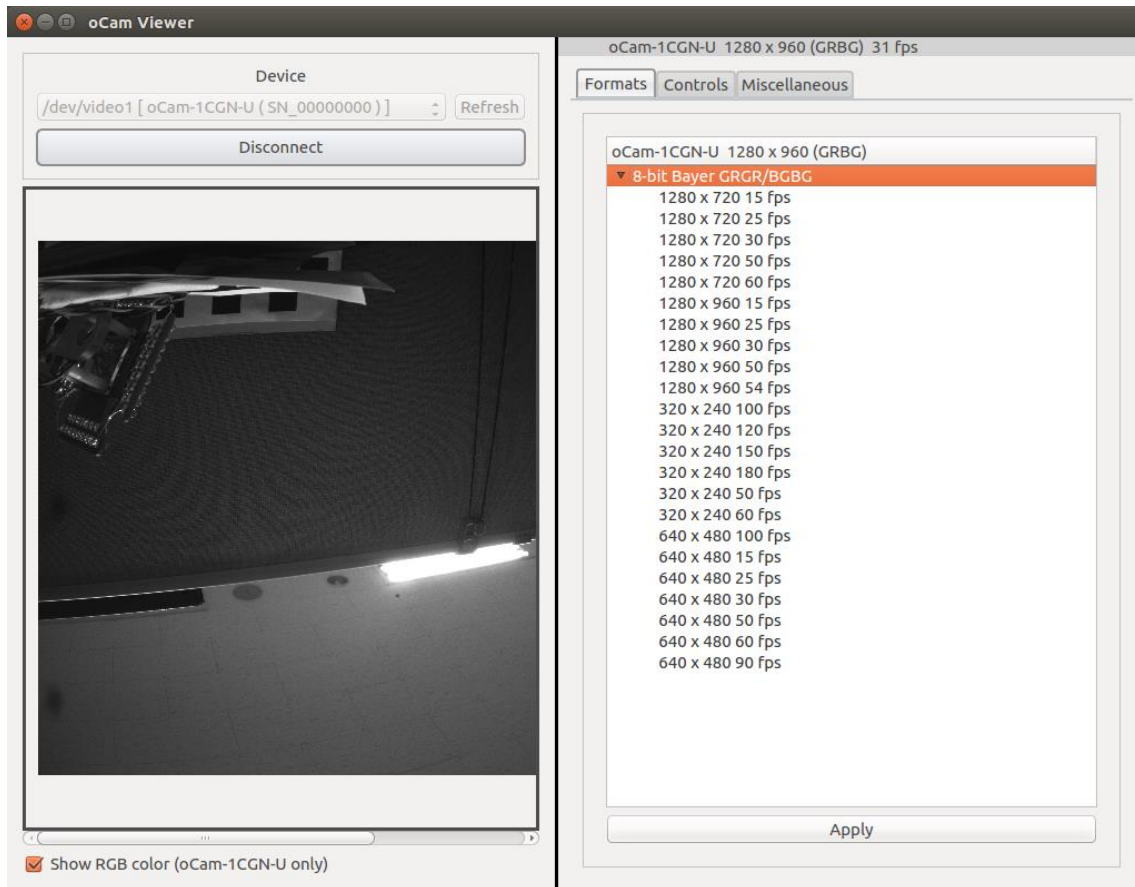 oCam Viewer
Device
/dev/video1 [ oCam-1CGN-U ( SN_00000000 ) ]
Refresh
Disconnect
Show RGB color (oCam-1CGN-U only)
oCam-1CGN-U 1280 x 960 (GRBG) 31 fps
Formats Controls Miscellaneous
oCam-1CGN-U 1280 x 960 (GRBG)
8-bit Bayer GRGR/BGBG
1280 x 720 15 fps
1280 x 720 25 fps
1280 x 720 30 fps
1280 x 720 50 fps
1280 x 720 60 fps
1280 x 960 15 fps
1280 x 960 25 fps
1280 x 960 30 fps
1280 x 960 50 fps
1280 x 960 54 fps
320 x 240 100 fps
320 x 240 120 fps
320 x 240 150 fps
320 x 240 180 fps
320 x 240 50 fps
320 x 240 60 fps
640 x 480 100 fps
640 x 480 15 fps
640 x 480 25 fps
640 x 480 30 fps
640 x 480 50 fps
640 x 480 60 fps
640 x 480 90 fps
Apply